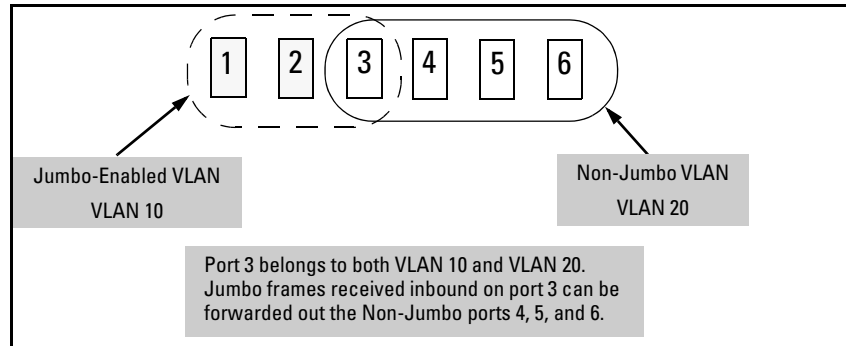 1 2 3 4 5 6
Jumbo-Enabled VLAN
VLAN 10
Non-Jumbo VLAN
VLAN 20
Port 3 belongs to both VLAN 10 and VLAN 20.
Jumbo frames received inbound on port 3 can be
forwarded out the Non-Jumbo ports 4, 5, and 6.